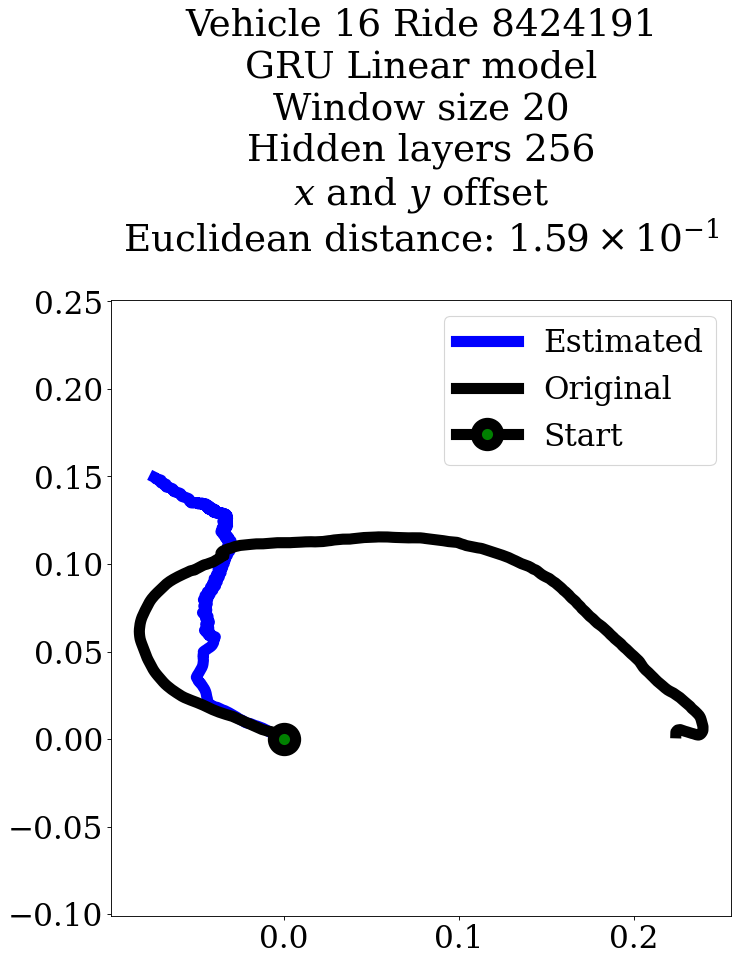 Vehicle 16 Ride 8424191
GRU Linear model
Window size 20
Hidden layers 256
x and y offset
Euclidean distance: 1.59 × 10⁻¹
0.25
0.20
0.15
0.10
0.05
0.00
−0.05
−0.10
Estimated
Original
Start
0.0 0.1 0.2